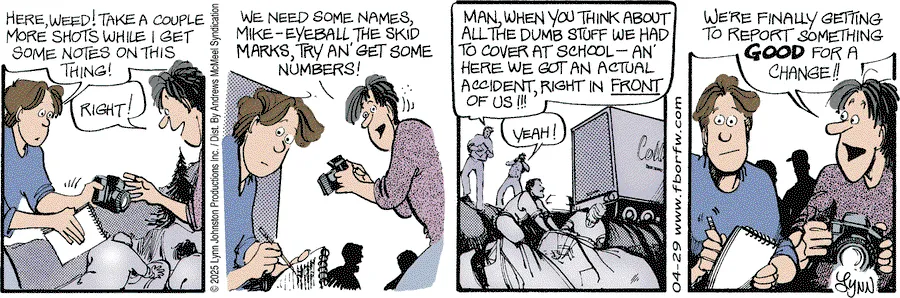 HERE, WEED! TAKE A COUPLE
MORE SHOTS WHILE I GET
SOME NOTES ON THIS
THING!
RIGHT!
© 2025 Lynn Johnston Productions Inc. / Dist. By Andrews McMeel Syndication
WE NEED SOME NAMES,
MIKE–EYEBALL THE SKID
MARKS, TRY AN' GET SOME
NUMBERS!
MAN, WHEN YOU THINK ABOUT
ALL THE DUMB STUFF WE HAD
TO COVER AT SCHOOL – AN'
HERE WE GOT AN ACTUAL
ACCIDENT, RIGHT IN FRONT
OF US!!!
YEAH!
04-29 www.fborfw.com
WE'RE FINALLY GETTING
TO REPORT SOMETHING
GOOD FOR A
CHANGE!!
LYNN